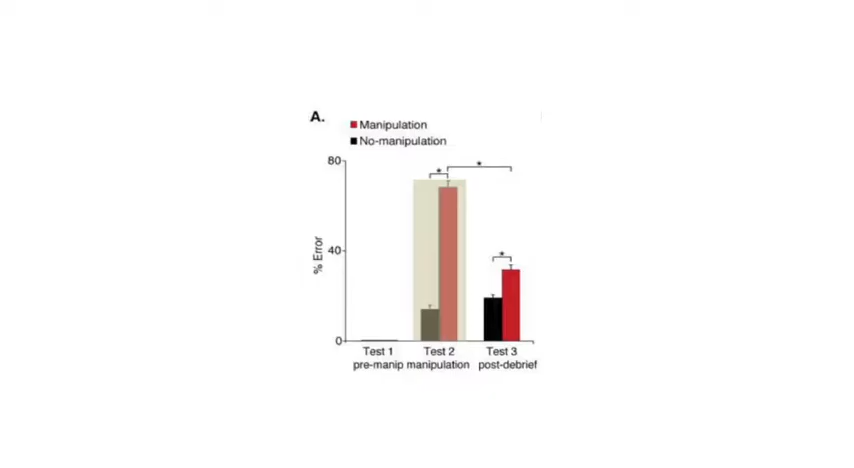 A.
Manipulation
No-manipulation
80
40
0
% Error
*
*
*
Test 1 Test 2 Test 3
pre-manip manipulation post-debrief